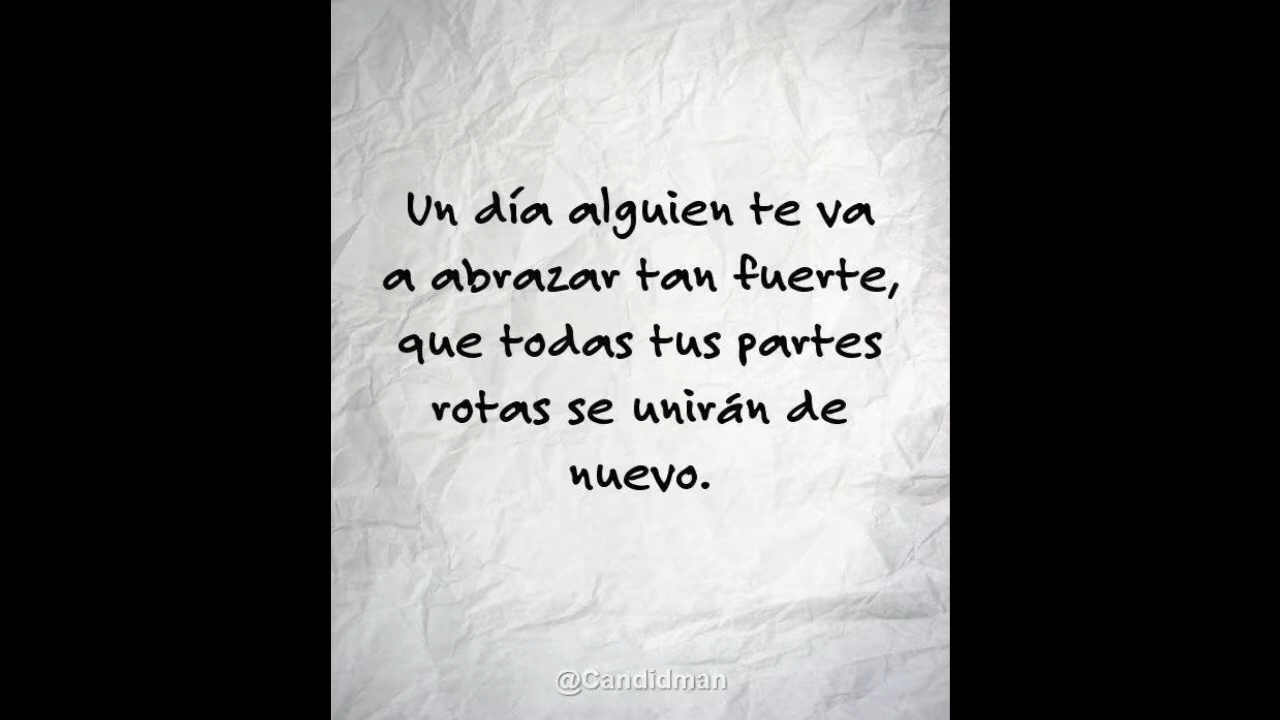 Un día alguien te va
a abrazar tan fuerte,
que todas tus partes
rotas se unirán de
nuevo.
@Candidman